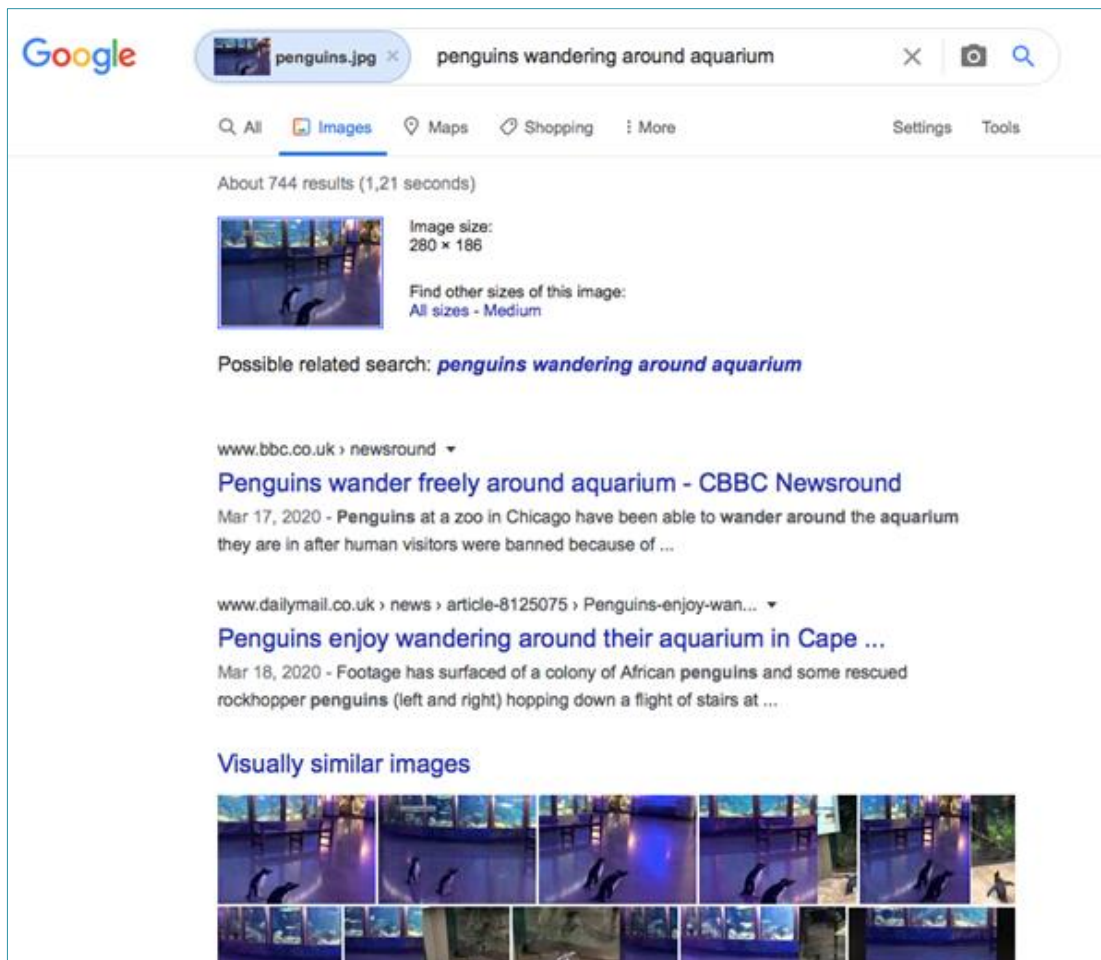 Google
penguins.jpg × penguins wandering around aquarium
All Images Maps Shopping More Settings Tools
About 744 results (1,21 seconds)
Image size:
280 × 186
Find other sizes of this image:
All sizes - Medium
Possible related search: penguins wandering around aquarium
www.bbc.co.uk › newsround
Penguins wander freely around aquarium - CBBC Newsround
Mar 17, 2020 - Penguins at a zoo in Chicago have been able to wander around the aquarium
they are in after human visitors were banned because of ...
www.dailymail.co.uk › news › article-8125075 › Penguins-enjoy-wan...
Penguins enjoy wandering around their aquarium in Cape ...
Mar 18, 2020 - Footage has surfaced of a colony of African penguins and some rescued
rockhopper penguins (left and right) hopping down a flight of stairs at ...
Visually similar images